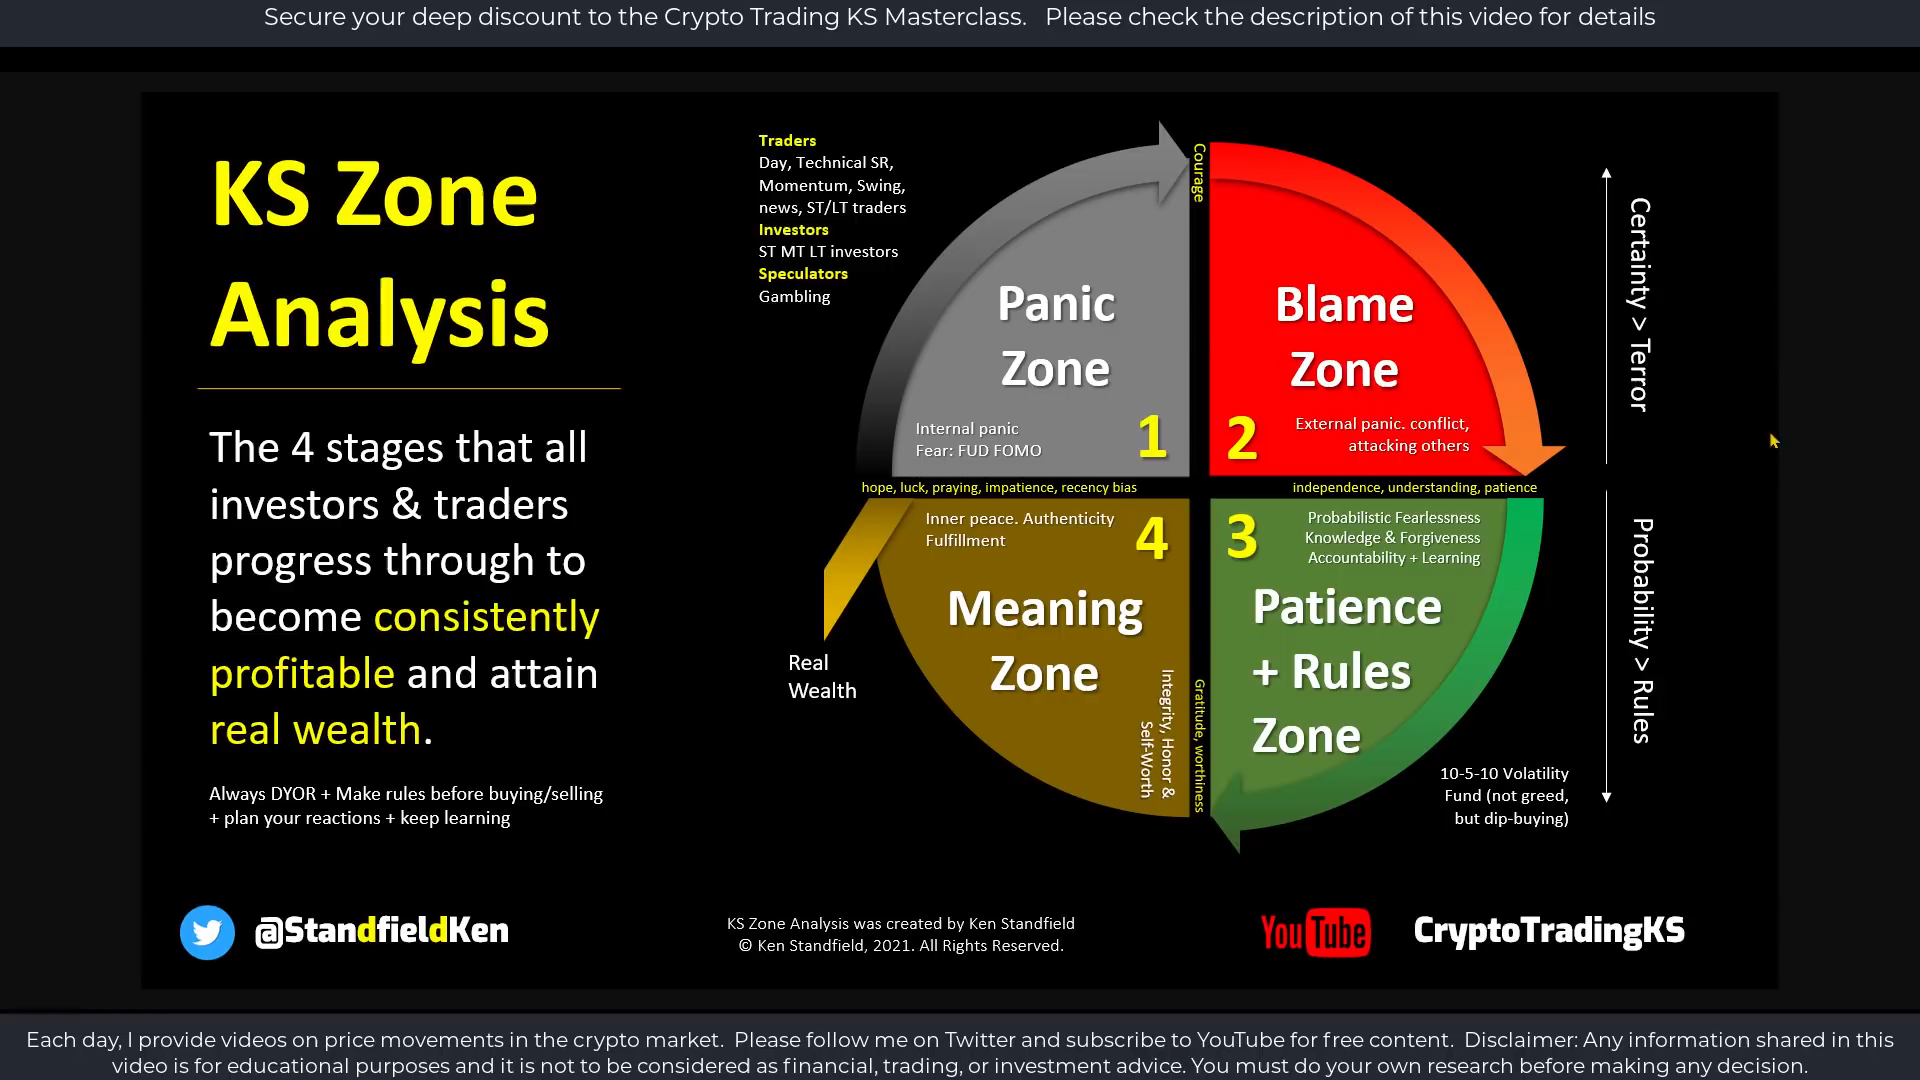 Secure your deep discount to the Crypto Trading KS Masterclass.   Please check the description of this video for details
KS Zone
Analysis
The 4 stages that all
investors & traders
progress through to
become consistently
profitable and attain
real wealth.
Always DYOR + Make rules before buying/selling
+ plan your reactions + keep learning
Traders
Day, Technical SR,
Momentum, Swing,
news, ST/LT traders
Investors
ST MT LT investors
Speculators
Gambling
Panic
Zone
Internal panic
Fear: FUD FOMO
1
Courage
Blame
Zone
2
External panic. conflict,
attacking others
Certainty > Terror
hope, luck, praying, impatience, recency bias
independence, understanding, patience
Inner peace. Authenticity
Fulfillment
4
Meaning
Zone
Integrity, Honor &
Self-Worth
Real
Wealth
Gratitude, worthiness
3
Probabilistic Fearlessness
Knowledge & Forgiveness
Accountability + Learning
Patience
+ Rules
Zone
Probability > Rules
10-5-10 Volatility
Fund (not greed,
but dip-buying)
@StandfieldKen
KS Zone Analysis was created by Ken Standfield
© Ken Standfield, 2021. All Rights Reserved.
YouTube
CryptoTradingKS
Each day, I provide videos on price movements in the crypto market.  Please follow me on Twitter and subscribe to YouTube for free content.  Disclaimer: Any information shared in this
video is for educational purposes and it is not to be considered as financial, trading, or investment advice. You must do your own research before making any decision.